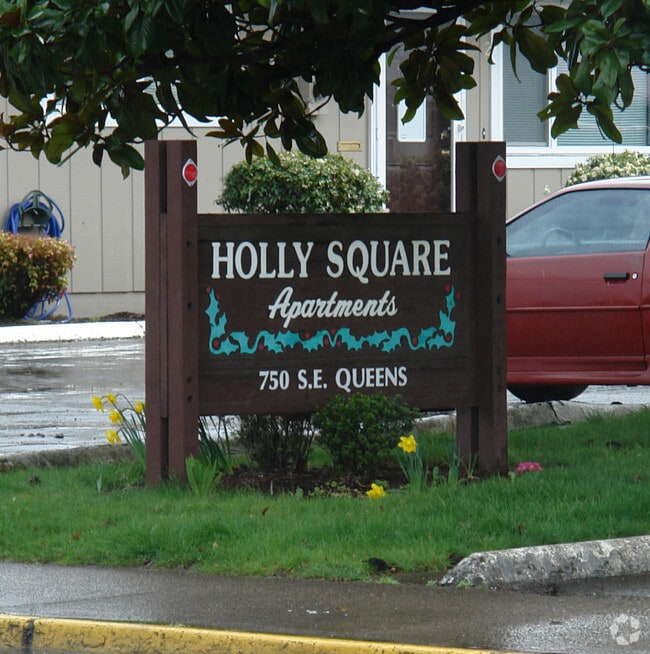 HOLLY SQUARE
Apartments
750 S.E. QUEENS